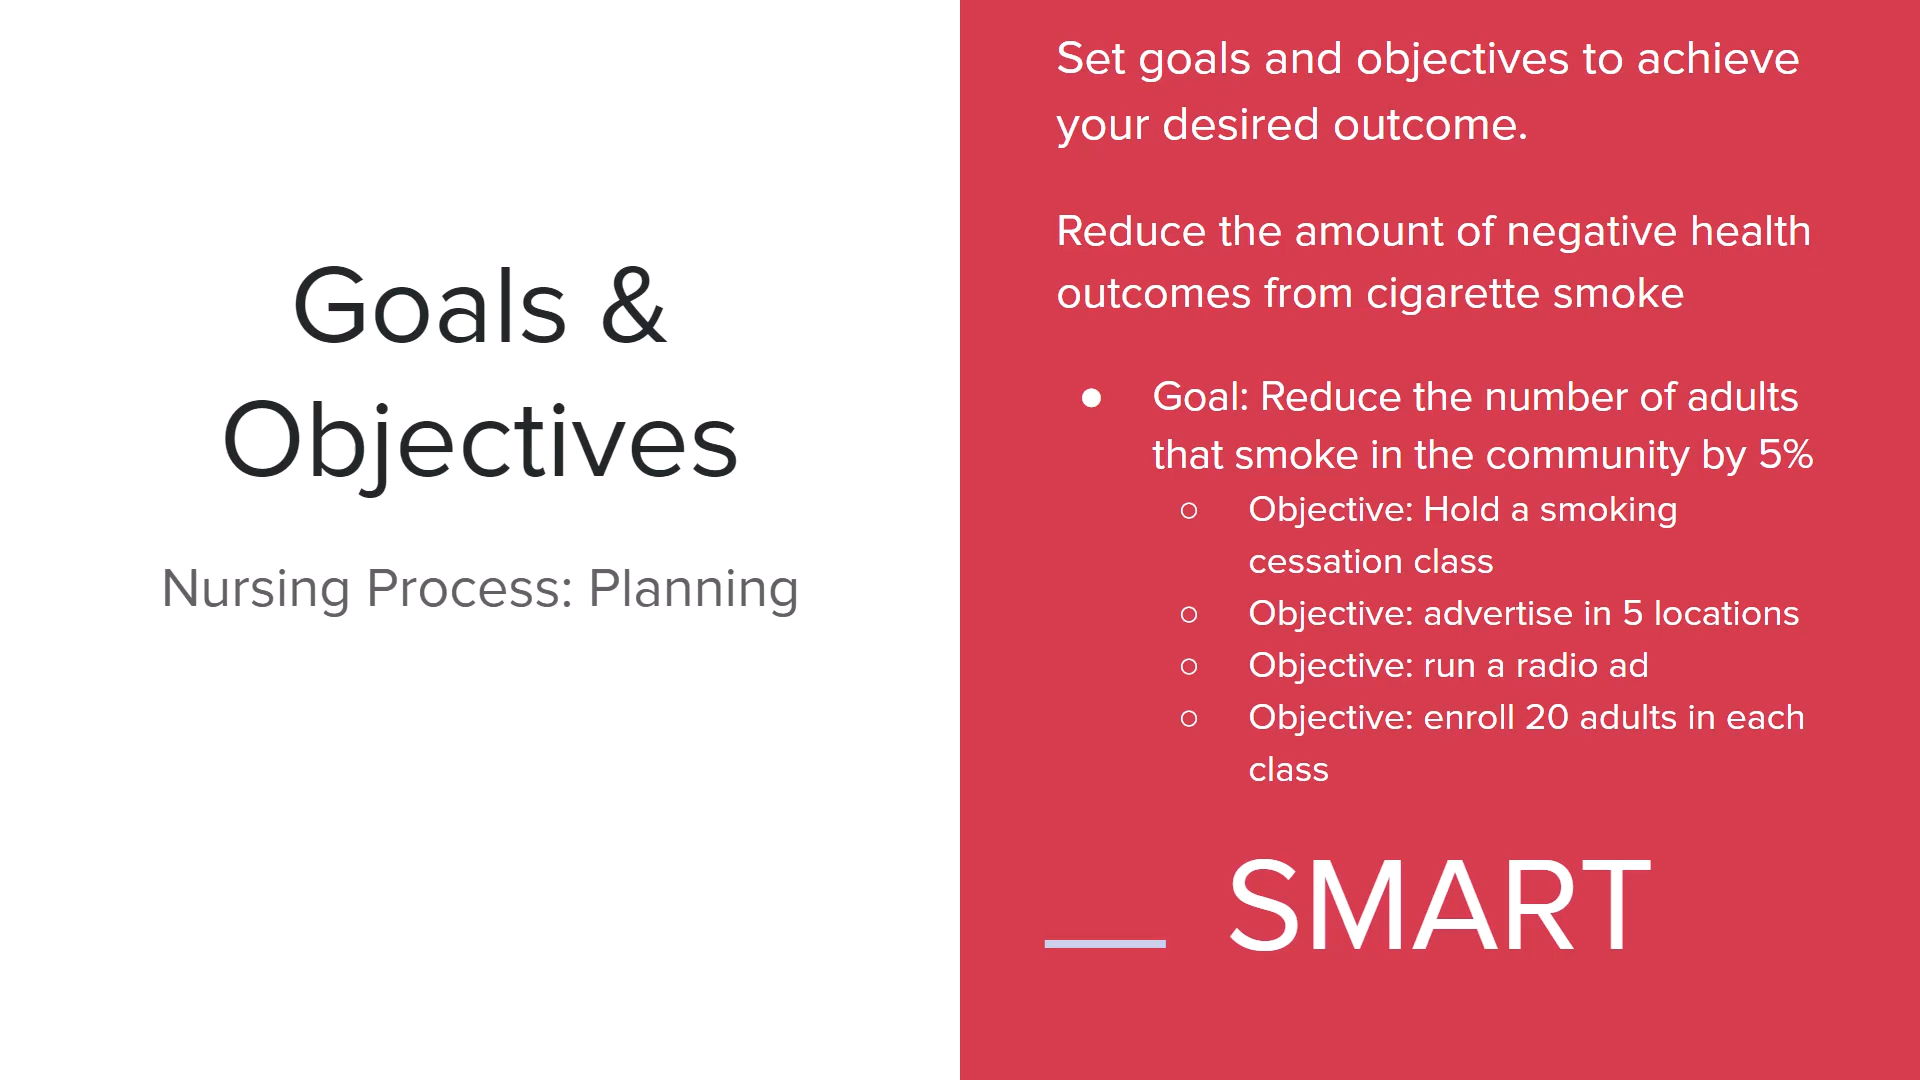 Goals &
Objectives
Nursing Process: Planning
Set goals and objectives to achieve
your desired outcome.
Reduce the amount of negative health
outcomes from cigarette smoke
● Goal: Reduce the number of adults
that smoke in the community by 5%
○ Objective: Hold a smoking
cessation class
○ Objective: advertise in 5 locations
○ Objective: run a radio ad
○ Objective: enroll 20 adults in each
class
SMART